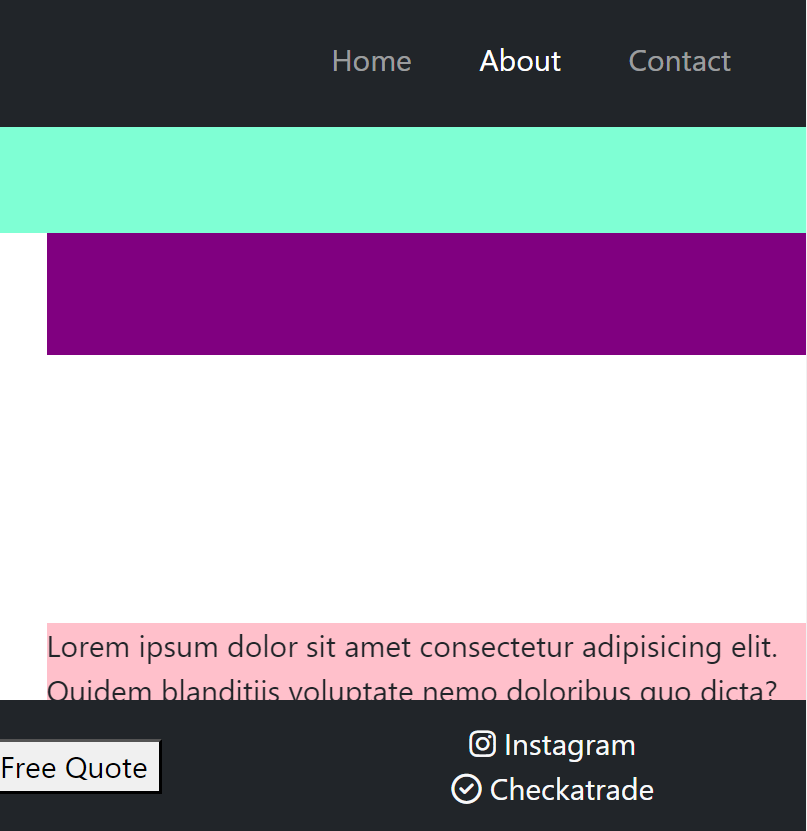 Home About Contact
Lorem ipsum dolor sit amet consectetur adipisicing elit.
Quidem blanditiis voluptate nemo doloribus quo dicta?
Free Quote
Instagram
Checkatrade